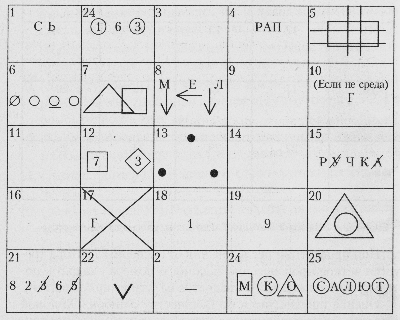 1 24 3 4 5
С Ь 1 6 3 РАП
6 7 8 9 10
М Е Л (Если не среда)
Г
11 12 13 14 15
7 3 Р У Ч К А
16 17 18 19 20
Г 1 9
21 22 2 24 25
8 2 3 6 5 — М К О САЛЮТ